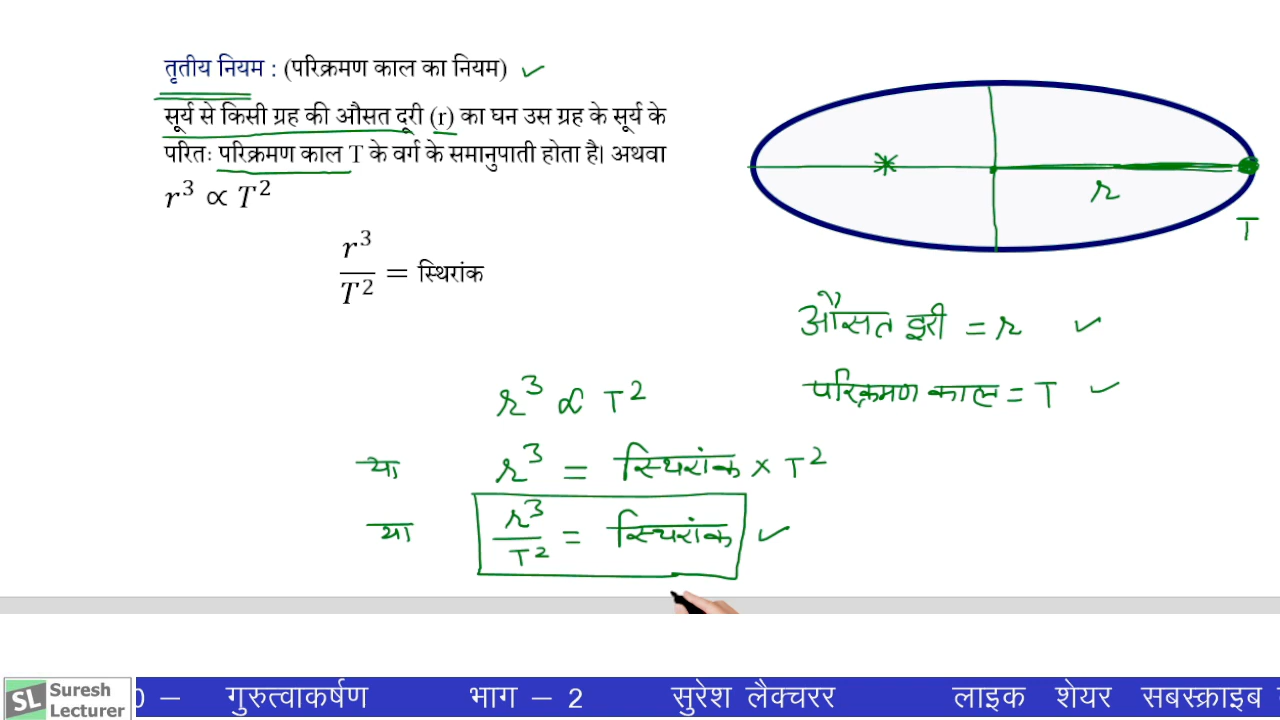 तृतीय नियम : (परिक्रमण काल का नियम) ✓
सूर्य से किसी ग्रह की औसत दूरी (r) का घन उस ग्रह के सूर्य के
परितः परिक्रमण काल T के वर्ग के समानुपाती होता है। अथवा
r³ ∝ T²
r³/T² = स्थिरांक
r
T
औसत दूरी = r ✓
परिक्रमण काल = T ✓
r³ ∝ T²
या r³ = स्थिरांक × T²
या r³/T² = स्थिरांक ✓
SL Suresh Lecturer
0 – गुरुत्वाकर्षण भाग – 2 सुरेश लैक्चरर लाइक शेयर सबस्क्राइब